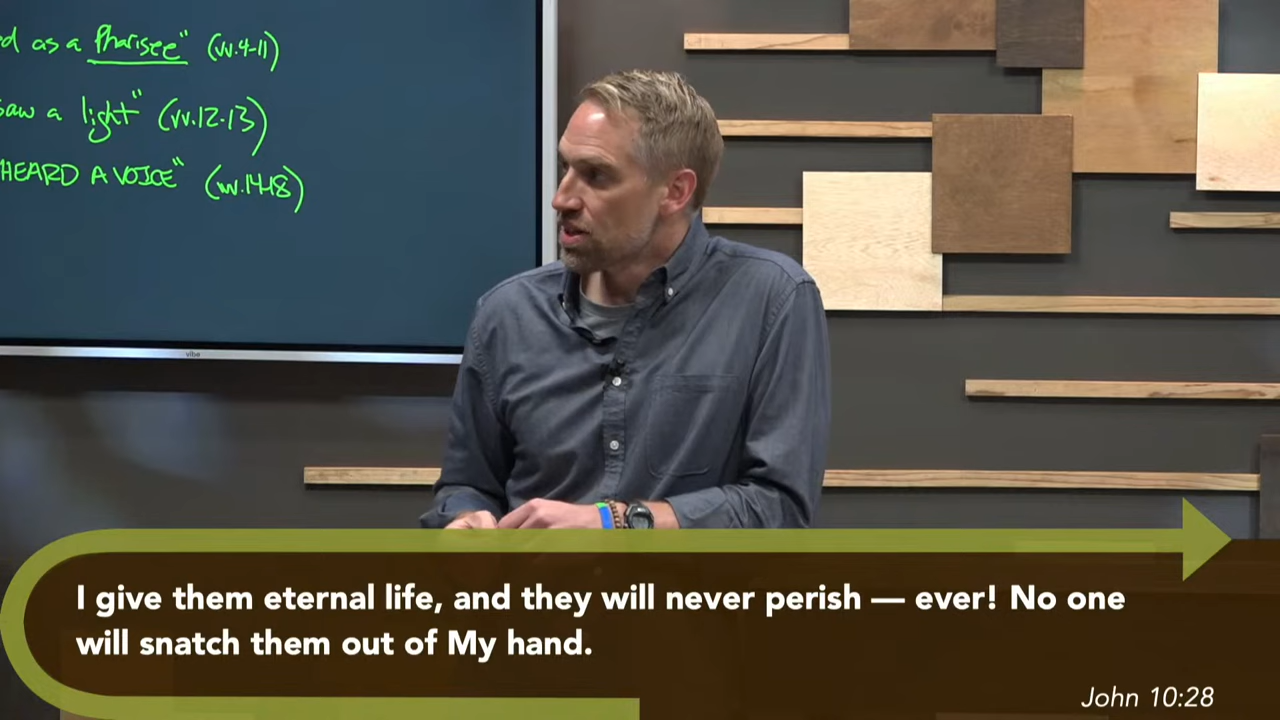 d as a Pharisee" (vv.4-11)
saw a light" (vv.12-13)
HEARD A VOICE" (vv.14-18)
vibe
I give them eternal life, and they will never perish — ever! No one
will snatch them out of My hand.
John 10:28